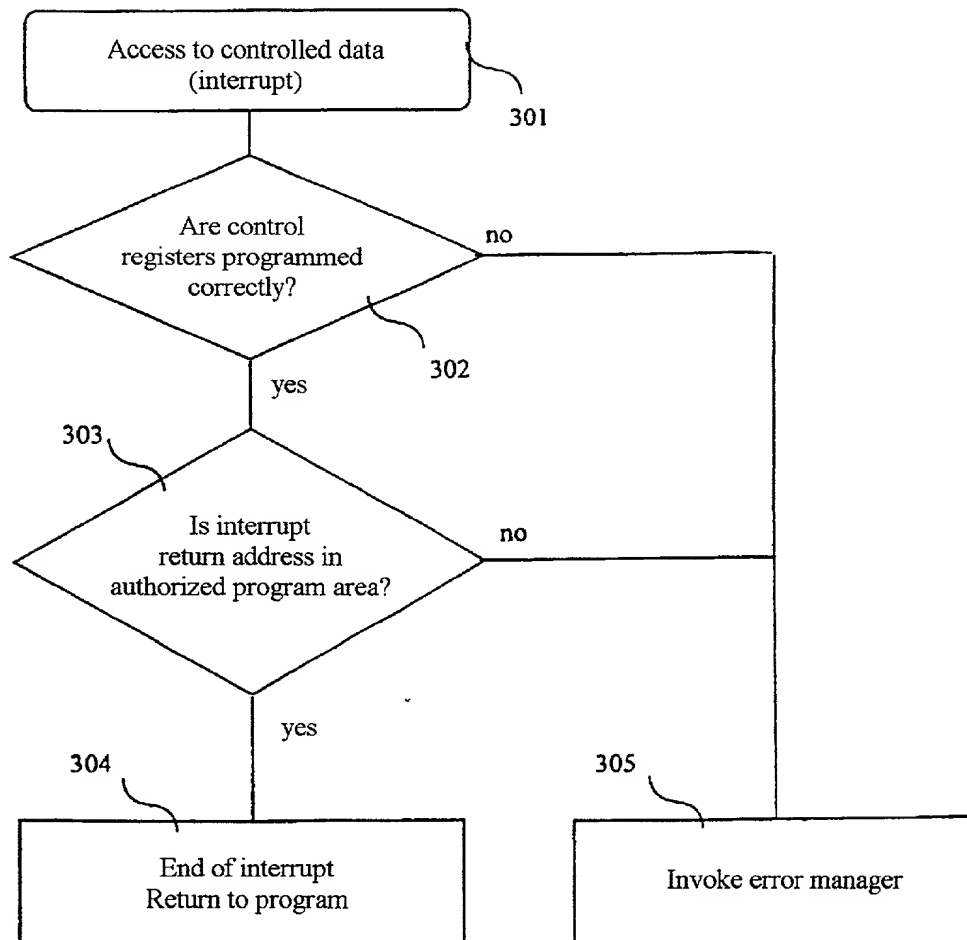 Access to controlled data
(interrupt)
301
Are control
registers programmed
correctly?
no
302
yes
303
Is interrupt
return address in
authorized program area?
no
yes
304
305
End of interrupt
Return to program
Invoke error manager